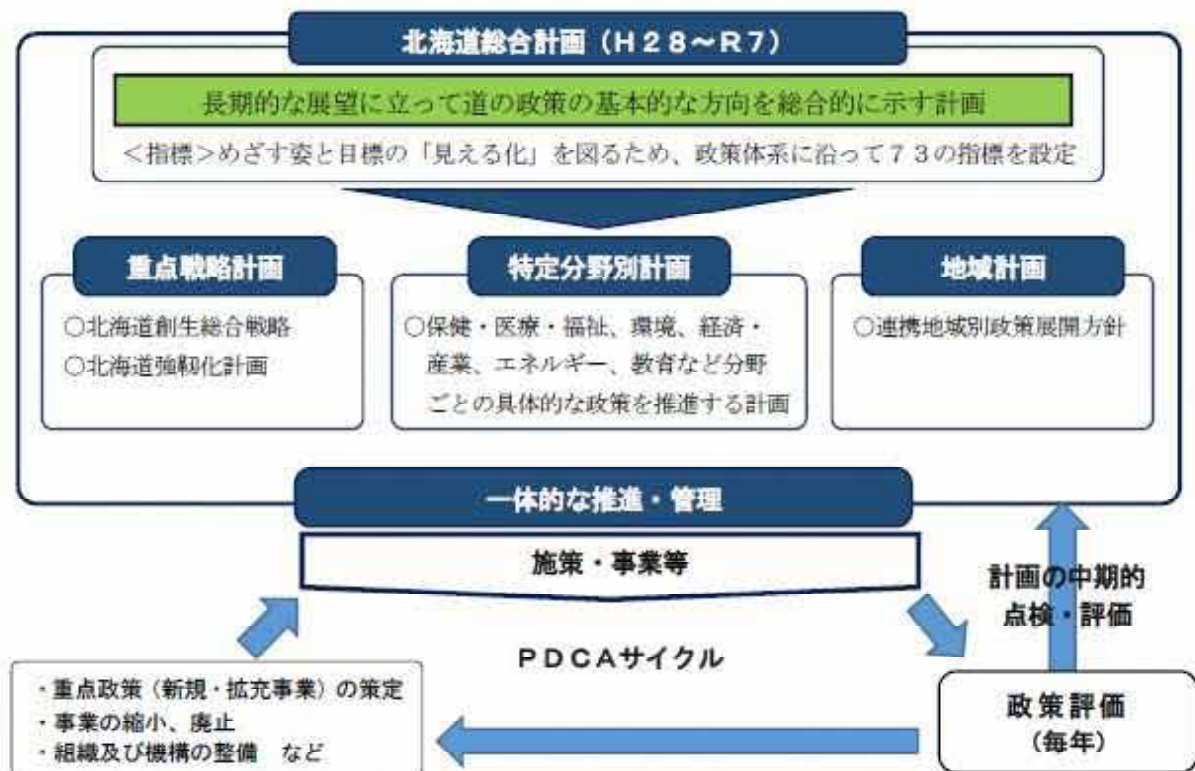 北海道総合計画（Ｈ２８～Ｒ７）
長期的な展望に立って道の政策の基本的な方向を総合的に示す計画
＜指標＞めざす姿と目標の「見える化」を図るため、政策体系に沿って７３の指標を設定
重点戦略計画
○北海道創生総合戦略
○北海道強靱化計画
特定分野別計画
○保健・医療・福祉、環境、経済・
産業、エネルギー、教育など分野
ごとの具体的な政策を推進する計画
地域計画
○連携地域別政策展開方針
一体的な推進・管理
施策・事業等
計画の中期的
点検・評価
ＰＤＣＡサイクル
・重点政策（新規・拡充事業）の策定
・事業の縮小、廃止
・組織及び機構の整備　など
政策評価
（毎年）